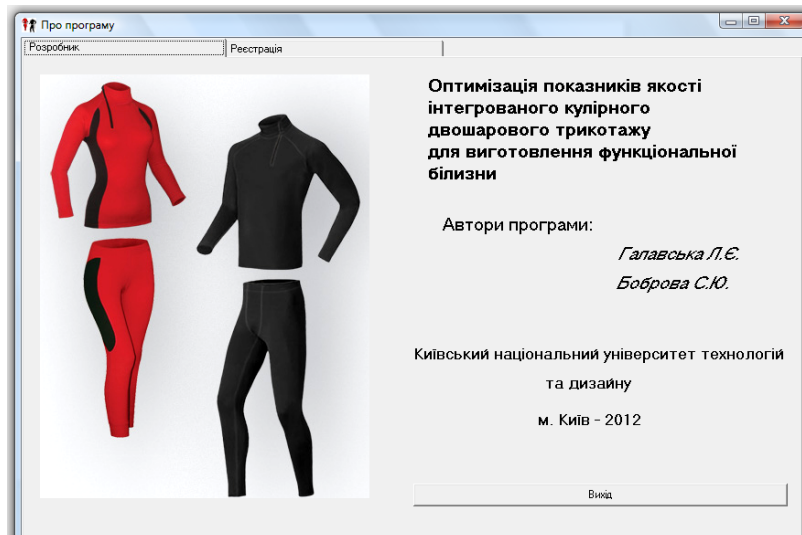 Про програму
Розробник
Реєстрація
Оптимізація показників якості
інтегрованого кулірного
двошарового трикотажу
для виготовлення функціональної
білизни
Автори програми:
Галавська Л.Є.
Боброва С.Ю.
Київський національний університет технологій
та дизайну
м. Київ - 2012
Вихід